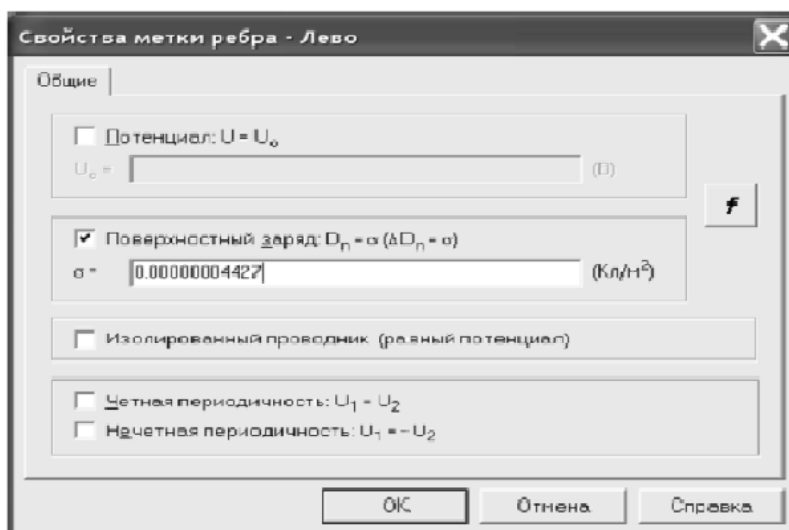 Свойства метки ребра - Лево
Общие
Потенциал: U = U₀
U₀ = (В)
f
Поверхностный заряд: Dₙ = σ (ΔDₙ = σ)
σ = 0.00000004427 (Кл/м²)
Изолированный проводник (равный потенциал)
Четная периодичность: U₁ = U₂
Нечетная периодичность: U₁ = -U₂
OK Отмена Справка